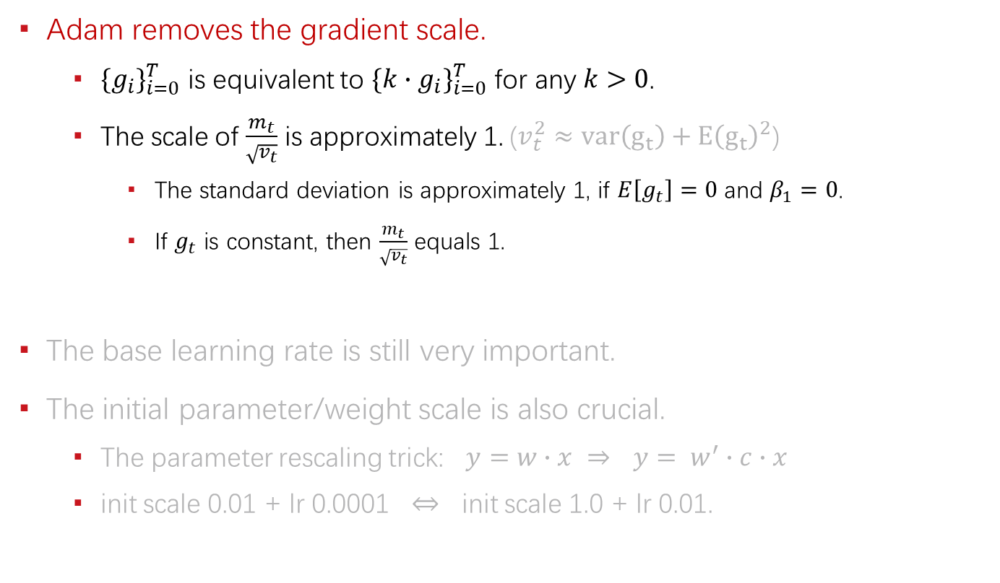 ▪ Adam removes the gradient scale.
▪ $\{g_i\}_{i=0}^{T}$ is equivalent to $\{k \cdot g_i\}_{i=0}^{T}$ for any $k > 0$.
▪ The scale of $\frac{m_t}{\sqrt{v_t}}$ is approximately 1. ($v_t^2 \approx \mathrm{var}(\mathrm{g_t}) + \mathrm{E}(\mathrm{g_t})^2$)
▪ The standard deviation is approximately 1, if $E[g_t] = 0$ and $\beta_1 = 0$.
▪ If $g_t$ is constant, then $\frac{m_t}{\sqrt{v_t}}$ equals 1.
▪ The base learning rate is still very important.
▪ The initial parameter/weight scale is also crucial.
▪ The parameter rescaling trick: $y = w \cdot x \Rightarrow y = w' \cdot c \cdot x$
▪ init scale 0.01 + lr 0.0001 ⇔ init scale 1.0 + lr 0.01.